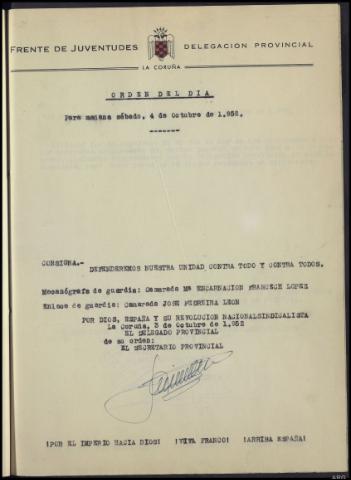 FRENTE DE JUVENTUDES DELEGACION PROVINCIAL
LA CORUÑA
ORDEN DEL DIA
Para mañana sábado, 4 de Octubre de 1.952.
CONSIGNA.-
DEFENDEREMOS NUESTRA UNIDAD CONTRA TODO Y CONTRA TODOS.
Mecanógrafa de guardia: Camarada Mª ENCARNACION FRANCECH LOPEZ
Enlace de guardia: Camarada JOSE PEDREIRA LEON
POR DIOS, ESPAÑA Y SU REVOLUCION NACIONALSINDICALISTA
La Coruña, 3 de Octubre de 1.952
EL DELEGADO PROVINCIAL
de su orden:
EL SECRETARIO PROVINCIAL
¡POR EL IMPERIO HACIA DIOS! ¡VIVA FRANCO! ¡ARRIBA ESPAÑA!